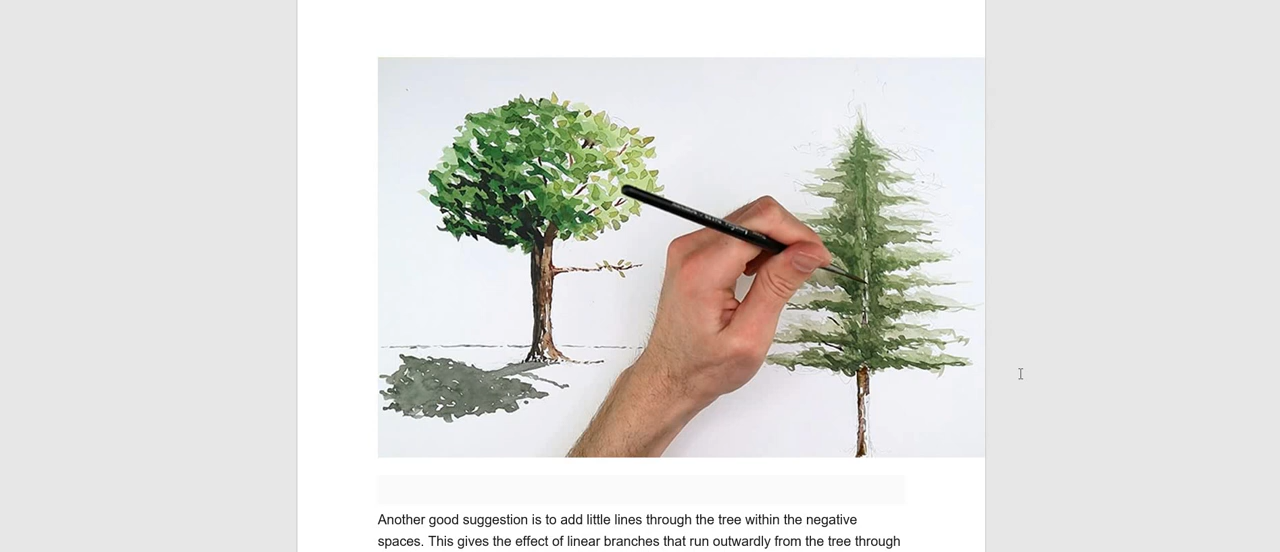 Another good suggestion is to add little lines through the tree within the negative
spaces. This gives the effect of linear branches that run outwardly from the tree through